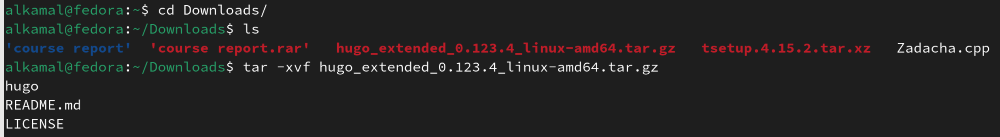 alkamal@fedora:~$ cd Downloads/
alkamal@fedora:~/Downloads$ ls
'course report'  'course report.rar'   hugo_extended_0.123.4_linux-amd64.tar.gz   tsetup.4.15.2.tar.xz   Zadacha.cpp
alkamal@fedora:~/Downloads$ tar -xvf hugo_extended_0.123.4_linux-amd64.tar.gz
hugo
README.md
LICENSE